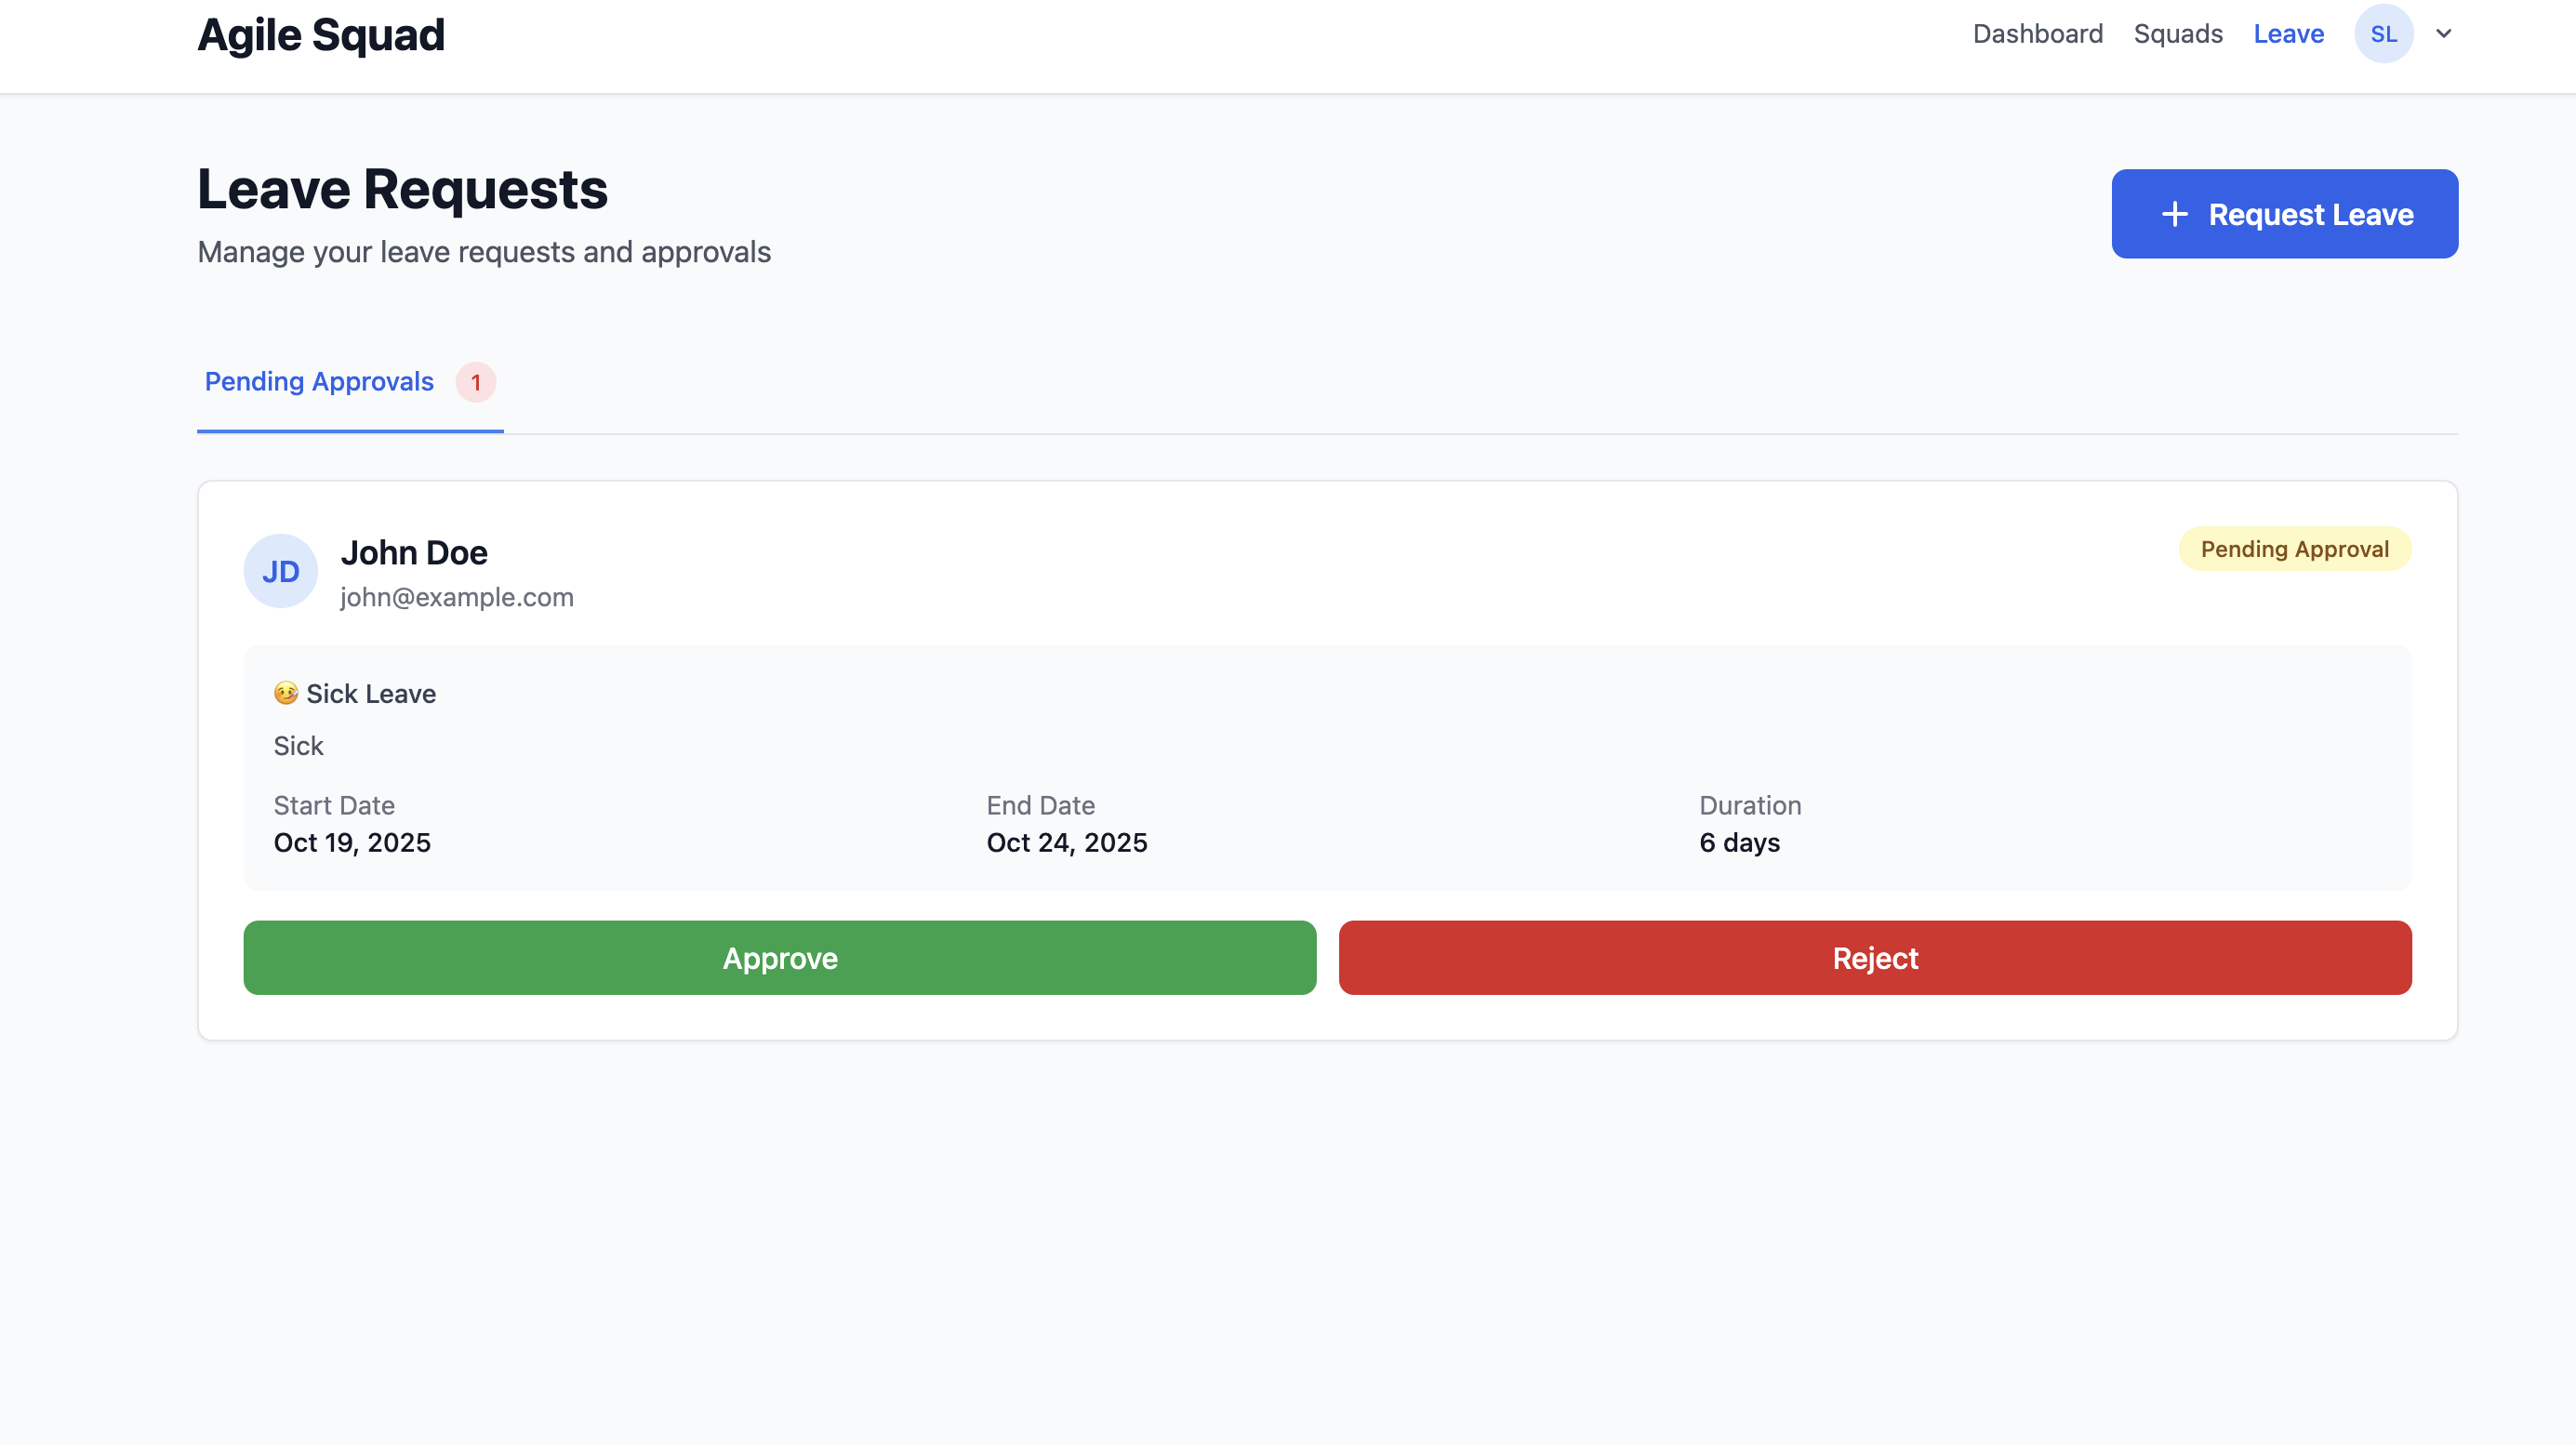 Agile Squad
Dashboard Squads Leave SL
Leave Requests
Manage your leave requests and approvals
+ Request Leave
Pending Approvals 1
JD
John Doe
john@example.com
Pending Approval
🤒 Sick Leave
Sick
Start Date End Date Duration
Oct 19, 2025 Oct 24, 2025 6 days
Approve Reject